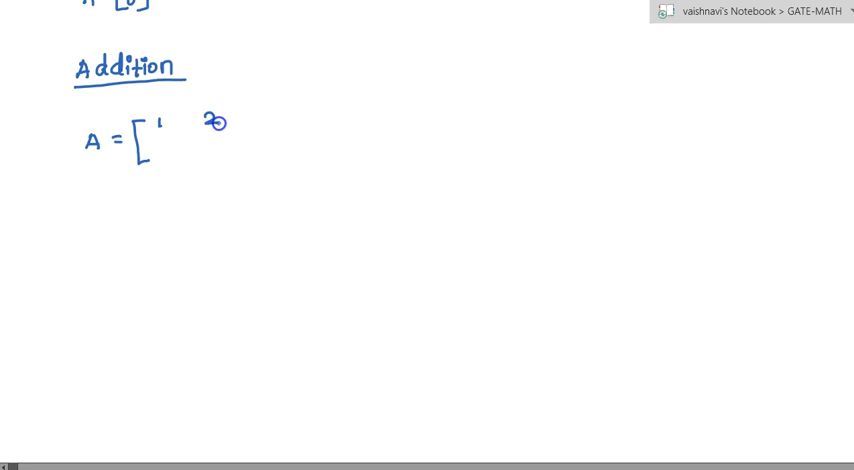 vaishnavi's Notebook > GATE-MATH
Addition
A = [ 1 2